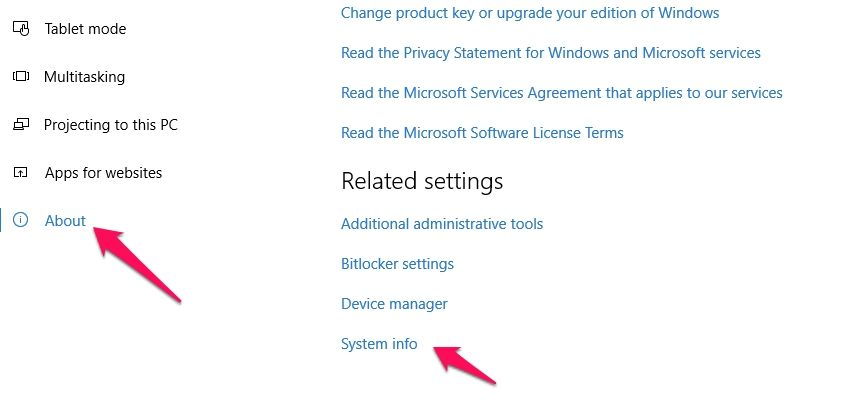 Tablet mode
Multitasking
Projecting to this PC
Apps for websites
About
Change product key or upgrade your edition of Windows
Read the Privacy Statement for Windows and Microsoft services
Read the Microsoft Services Agreement that applies to our services
Read the Microsoft Software License Terms
Related settings
Additional administrative tools
Bitlocker settings
Device manager
System info